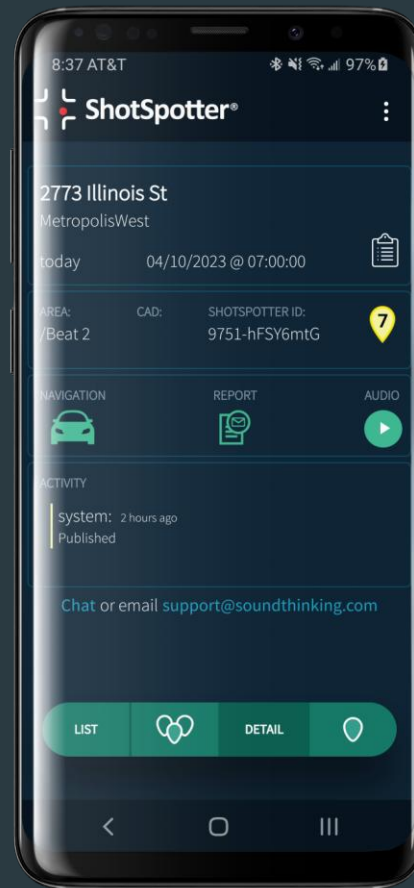 8:37 AT&T 97%
ShotSpotter®
2773 Illinois St
MetropolisWest
today 04/10/2023 @ 07:00:00
AREA: CAD: SHOTSPOTTER ID:
/Beat 2 9751-hFSY6mtG 7
NAVIGATION REPORT AUDIO
ACTIVITY
system: 2 hours ago
Published
Chat or email support@soundthinking.com
LIST DETAIL